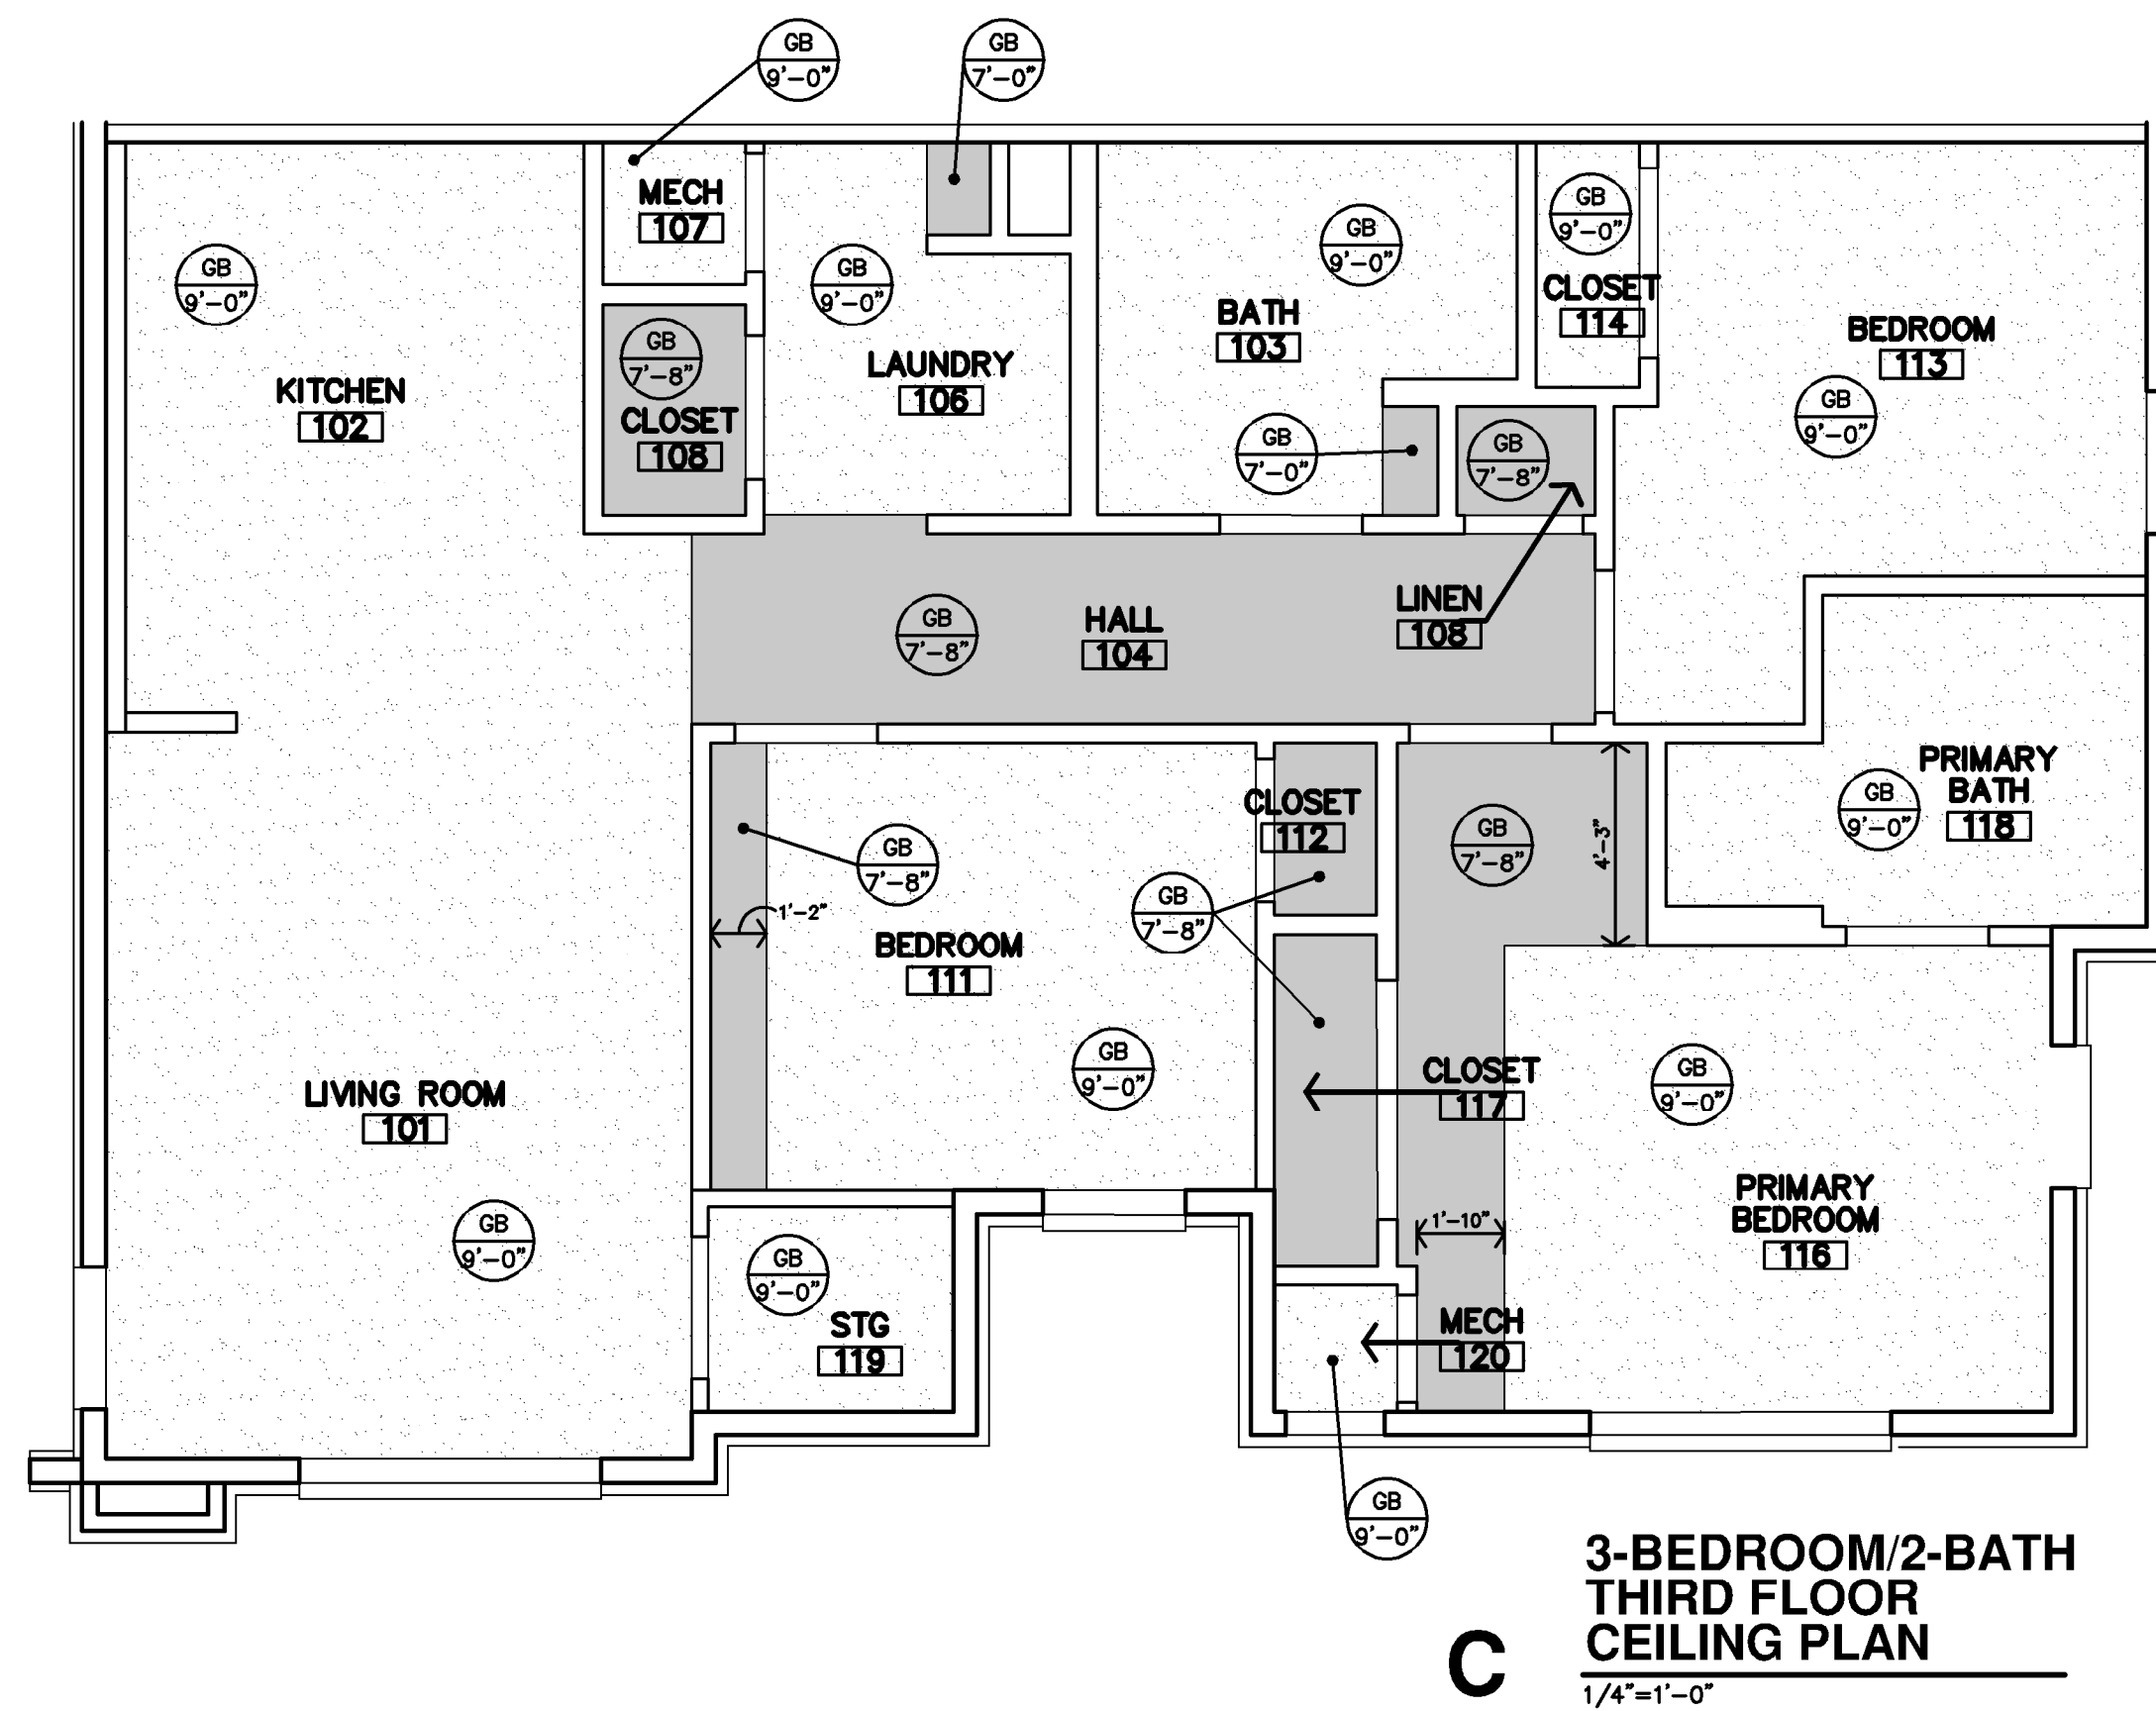 GB
9'-0"
GB
7'-0"
MECH
107
GB
9'-0"
GB
9'-0"
GB
9'-0"
GB
9'-0"
CLOSET
114
BATH
103
BEDROOM
113
GB
7'-8"
CLOSET
108
LAUNDRY
106
KITCHEN
102
GB
9'-0"
GB
7'-0"
GB
7'-8"
GB
7'-8"
HALL
104
LINEN
108
GB
7'-8"
1'-2"
BEDROOM
111
CLOSET
112
GB
7'-8"
GB
7'-8"
4'-3"
PRIMARY
BATH
118
GB
9'-0"
GB
9'-0"
LIVING ROOM
101
GB
9'-0"
CLOSET
117
GB
9'-0"
1'-10"
PRIMARY
BEDROOM
116
GB
9'-0"
STG
119
MECH
120
GB
9'-0"
3-BEDROOM/2-BATH
THIRD FLOOR
CEILING PLAN
C
1/4"=1'-0"